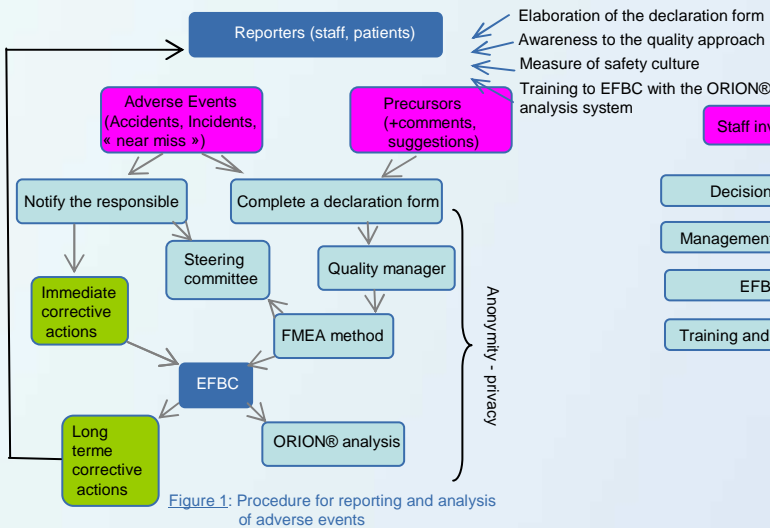 Reporters (staff, patients)
Elaboration of the declaration form
Awareness to the quality approach
Measure of safety culture
Training to EFBC with the ORION®
analysis system
Adverse Events
(Accidents, Incidents,
« near miss »)
Precursors
(+comments,
suggestions)
Notify the responsible
Complete a declaration form
Steering
committee
Quality manager
Immediate
corrective
actions
FMEA method
EFBC
Long
terme
corrective
actions
ORION® analysis
Anonymity - privacy
Figure 1: Procedure for reporting and analysis
of adverse events
Staff
Decision
Management
Training and